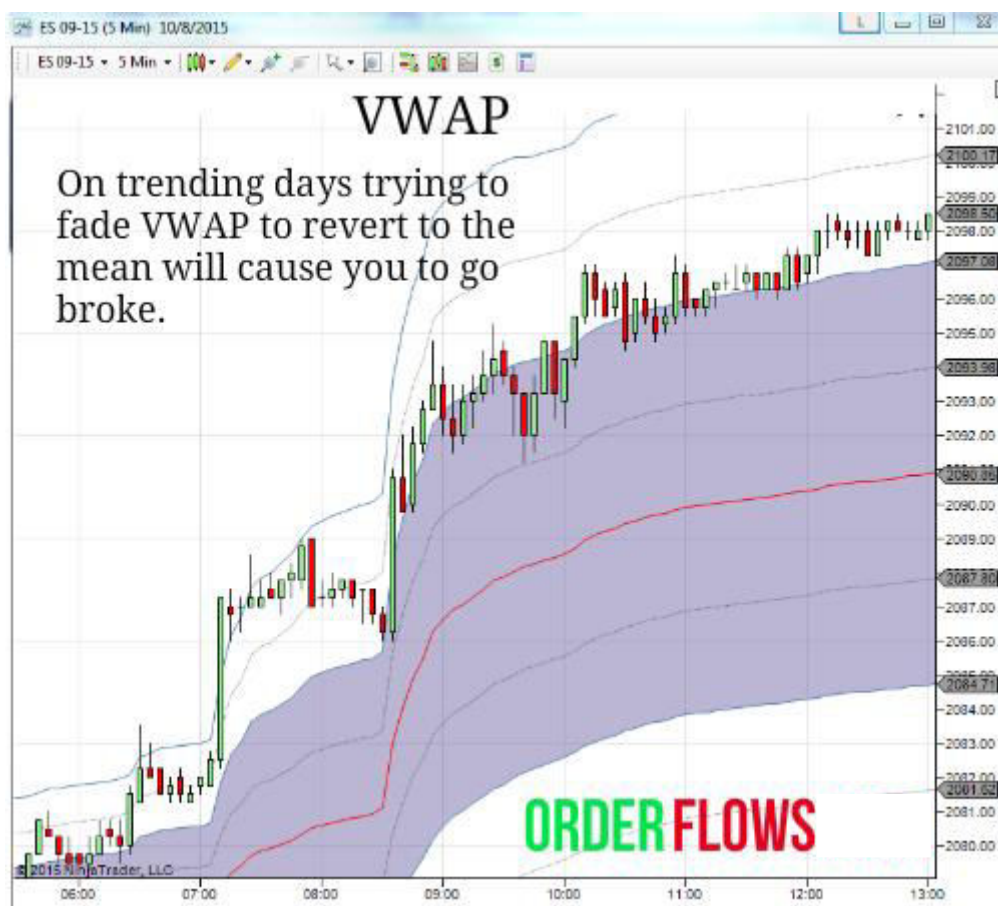 ES 09-15 (5 Min) 10/8/2015
ES 09-15 5 Min
VWAP
On trending days trying to
fade VWAP to revert to the
mean will cause you to go
broke.
2101.00
2100.17
2099.00
2098.50
2098.00
2097.08
2096.00
2095.00
2093.98
2093.00
2092.00
2090.00
2089.00
2087.80
2087.00
2086.00
2084.71
2084.00
2083.00
2081.62
2081.00
2080.00
ORDER FLOWS
© 2015 NinjaTrader, LLC
06:00 07:00 08:00 09:00 10:00 11:00 12:00 13:00